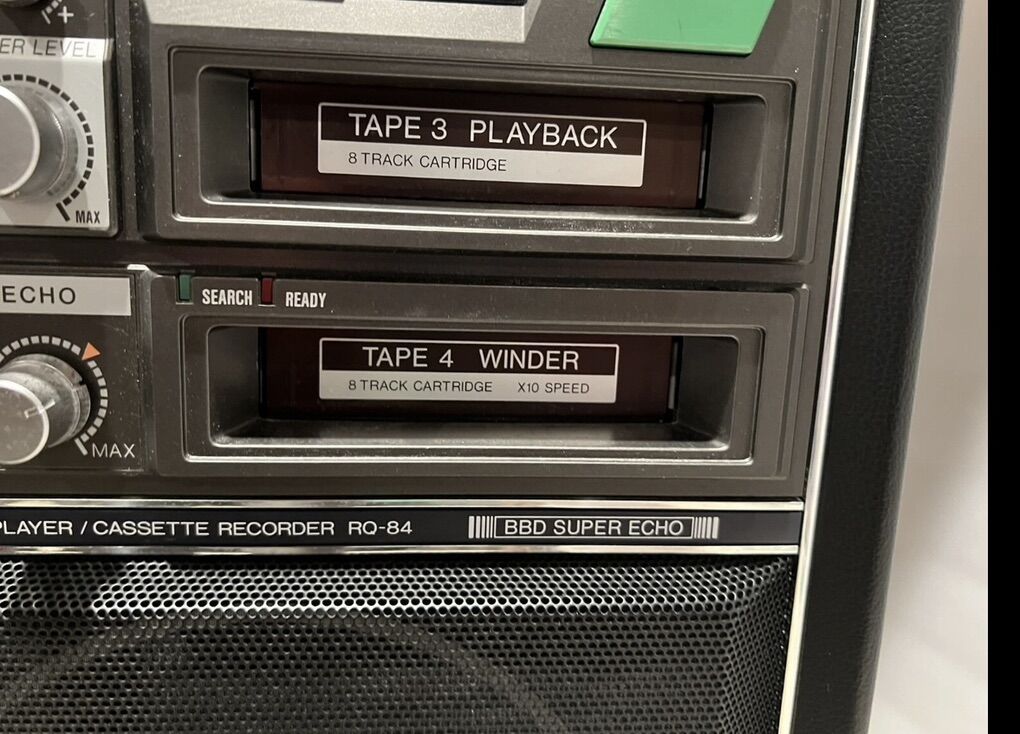 +
ER LEVEL
MAX
TAPE 3 PLAYBACK
8 TRACK CARTRIDGE
ECHO
MAX
SEARCH READY
TAPE 4 WINDER
8 TRACK CARTRIDGE X10 SPEED
PLAYER / CASSETTE RECORDER RQ-84
BBD SUPER ECHO